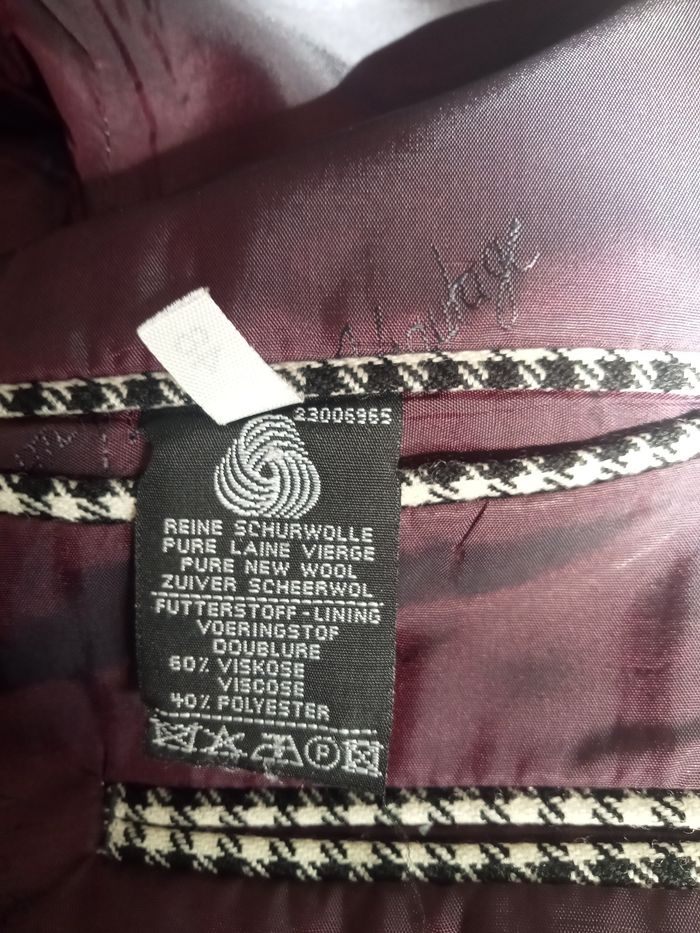 23006965
REINE SCHURWOLLE
PURE LAINE VIERGE
PURE NEW WOOL
ZUIVER SCHEERWOL
FUTTERSTOFF-LINING
VOERINGSTOF
DOUBLURE
60% VISKOSE
VISCOSE
40% POLYESTER
P